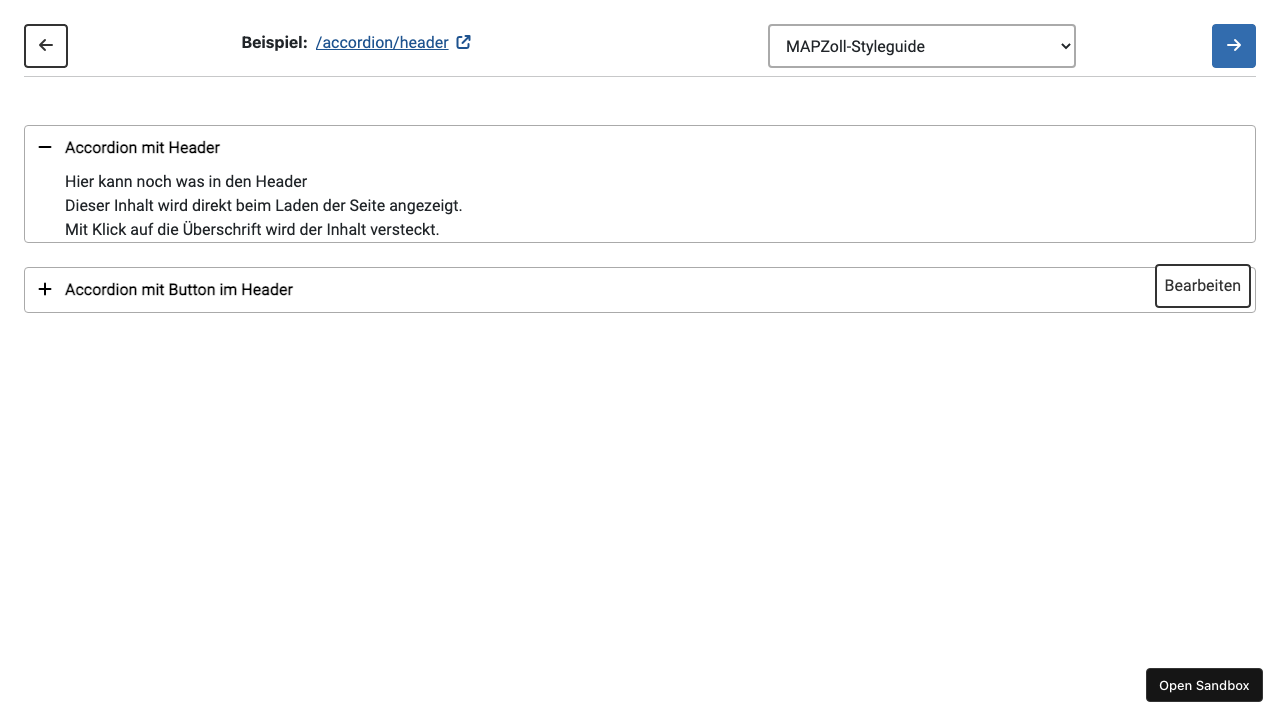 Beispiel: /accordion/header
MAPZoll-Styleguide
Accordion mit Header
Hier kann noch was in den Header
Dieser Inhalt wird direkt beim Laden der Seite angezeigt.
Mit Klick auf die Überschrift wird der Inhalt versteckt.
Accordion mit Button im Header
Bearbeiten
Open Sandbox